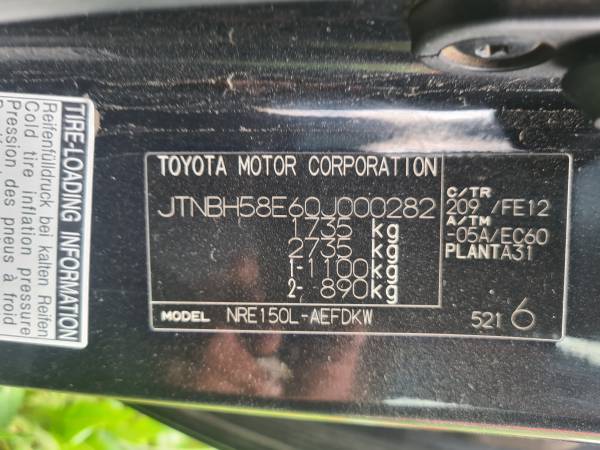 TIRE-LOADING INFORMATION
Reifenfülldruck bei kalten Reifen
Cold tire inflation pressure
Pression, des pneus à froid
TOYOTA MOTOR CORPORATION
JTNBH58E60J000282
1735 kg
2735 kg
1-1100kg
2- 890kg
MODEL NRE150L-AEFDKW
C/TR
209 /FE12
A/TM
-05A/EC60
PLANTA31
521 6